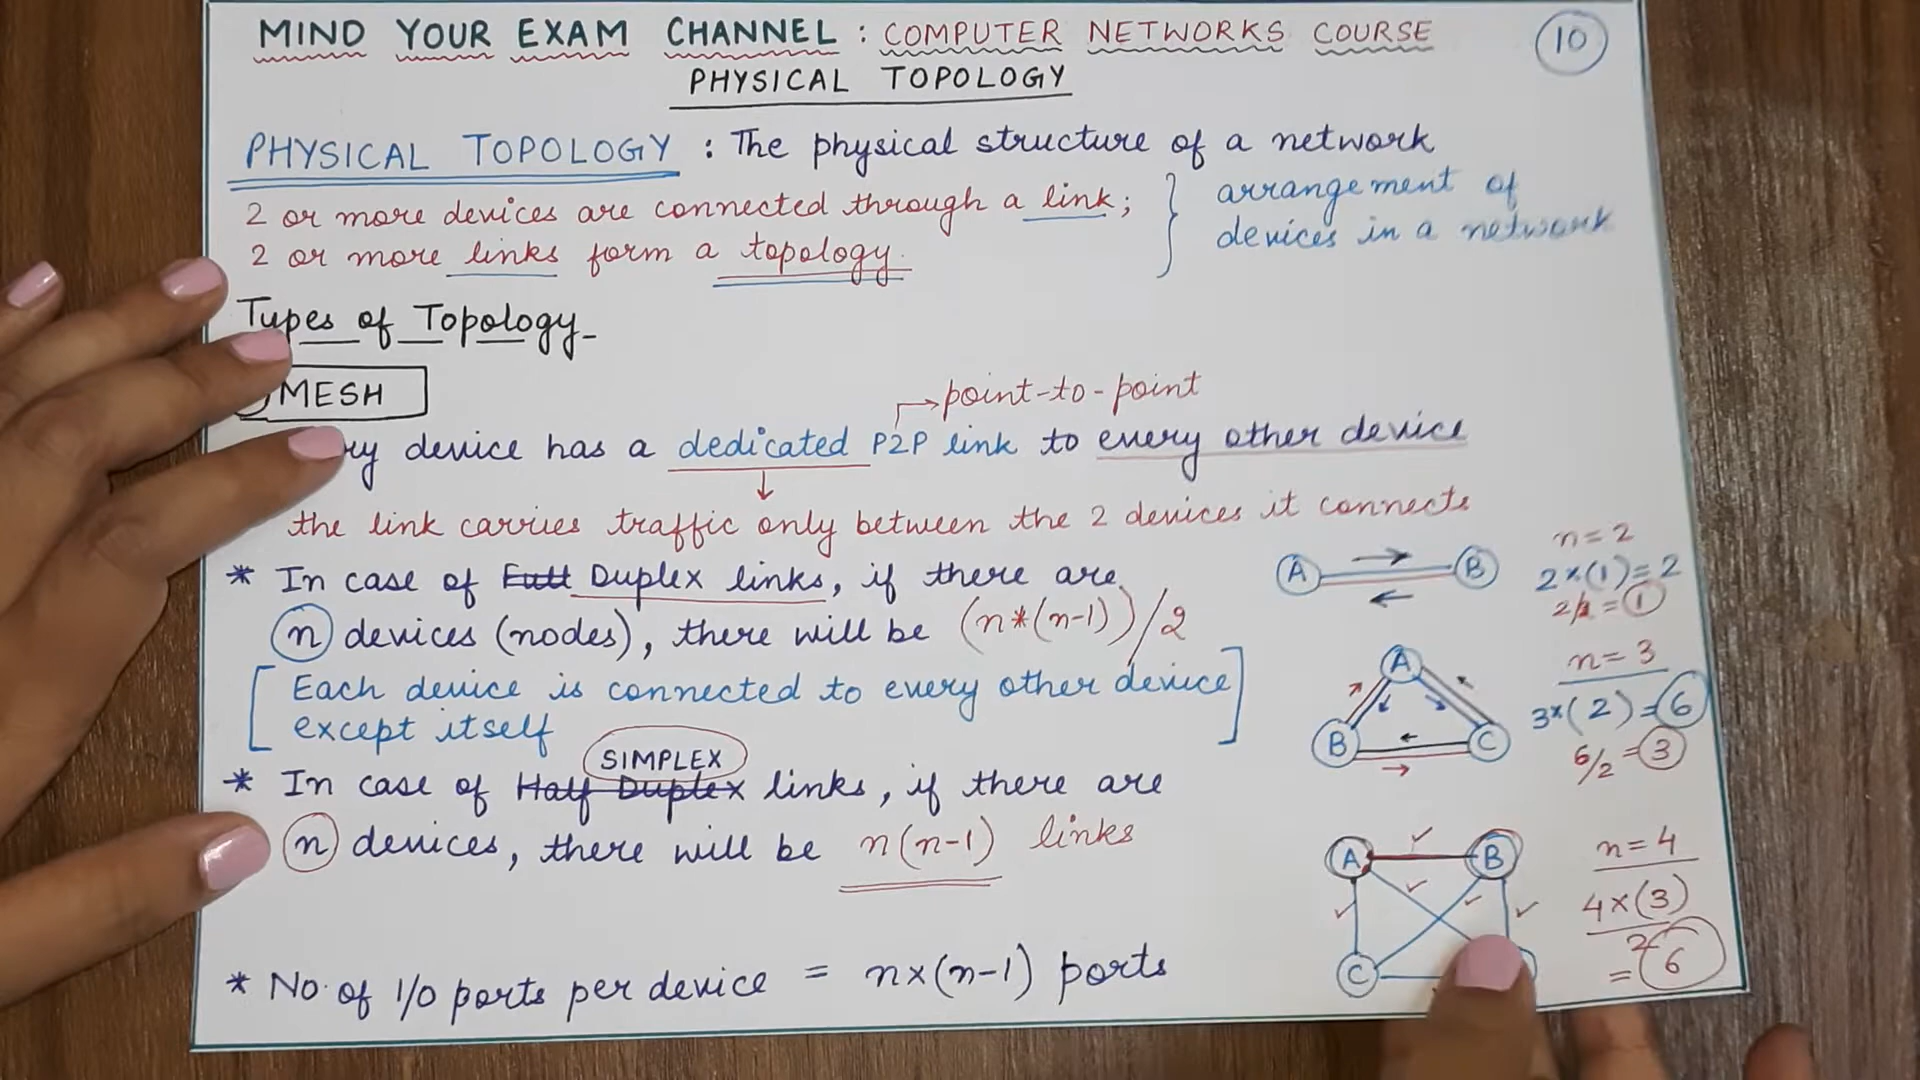 MIND YOUR EXAM CHANNEL : COMPUTER NETWORKS COURSE
10
PHYSICAL TOPOLOGY
PHYSICAL TOPOLOGY : The physical structure of a network
2 or more devices are connected through a link;
2 or more links form a topology.
arrangement of
devices in a network
Types of Topology-
MESH
point-to-point
ry device has a dedicated P2P link to every other device
the link carries traffic only between the 2 devices it connects
* In case of Full Duplex links, if there are
n devices (nodes), there will be (n*(n-1))/2
[Each device is connected to every other device
except itself]
SIMPLEX
* In case of Half Duplex links, if there are
n devices, there will be n(n-1) links
* No. of I/O ports per device = n×(n-1) ports
A B
n=2
2×(1)=2
2/2=1
A
B C
n=3
3×(2)=6
6/2=3
A B
C
n=4
4×(3)
2
=6